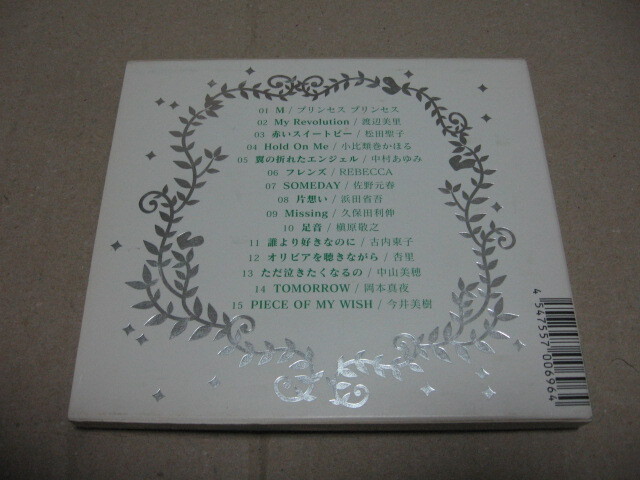 01 M / プリンセス プリンセス
02 My Revolution / 渡辺美里
03 赤いスイートピー / 松田聖子
04 Hold On Me / 小比類巻かほる
05 翼の折れたエンジェル / 中村あゆみ
06 フレンズ / REBECCA
07 SOMEDAY / 佐野元春
08 片想い / 浜田省吾
09 Missing / 久保田利伸
10 足音 / 槇原敬之
11 誰より好きなのに / 古内東子
12 オリビアを聴きながら / 杏里
13 ただ泣きたくなるの / 中山美穂
14 TOMORROW / 岡本真夜
15 PIECE OF MY WISH / 今井美樹
4 547557 006964